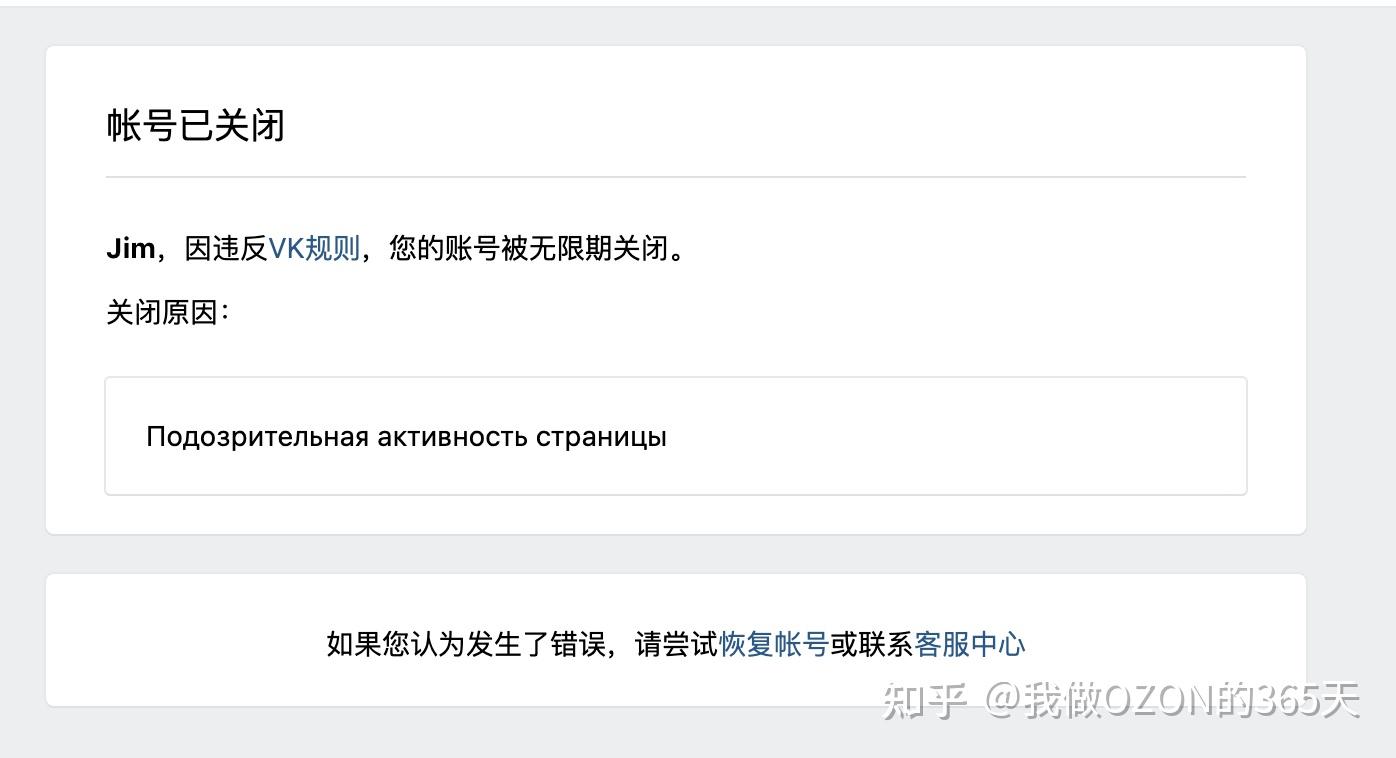 帐号已关闭
Jim，因违反VK规则，您的账号被无限期关闭。
关闭原因：
Подозрительная активность страницы
如果您认为发生了错误，请尝试恢复帐号或联系客服中心
知乎 @我做OZON的365天